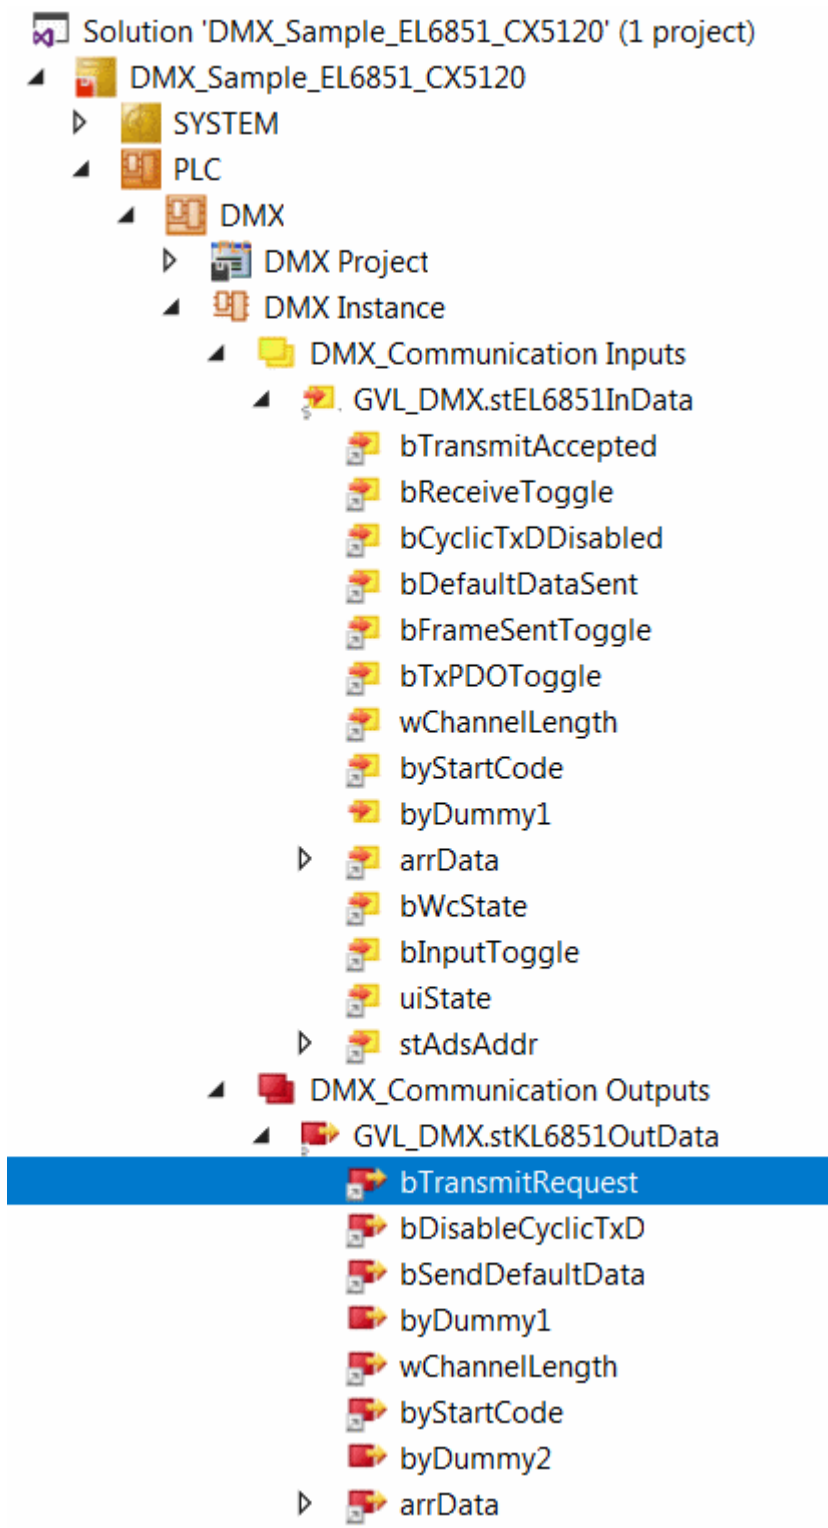 Solution 'DMX_Sample_EL6851_CX5120' (1 project)
DMX_Sample_EL6851_CX5120
SYSTEM
PLC
DMX
DMX Project
DMX Instance
DMX_Communication Inputs
GVL_DMX.stEL6851InData
bTransmitAccepted
bReceiveToggle
bCyclicTxDDisabled
bDefaultDataSent
bFrameSentToggle
bTxPDOToggle
wChannelLength
byStartCode
byDummy1
arrData
bWcState
bInputToggle
uiState
stAdsAddr
DMX_Communication Outputs
GVL_DMX.stKL6851OutData
bTransmitRequest
bDisableCyclicTxD
bSendDefaultData
byDummy1
wChannelLength
byStartCode
byDummy2
arrData